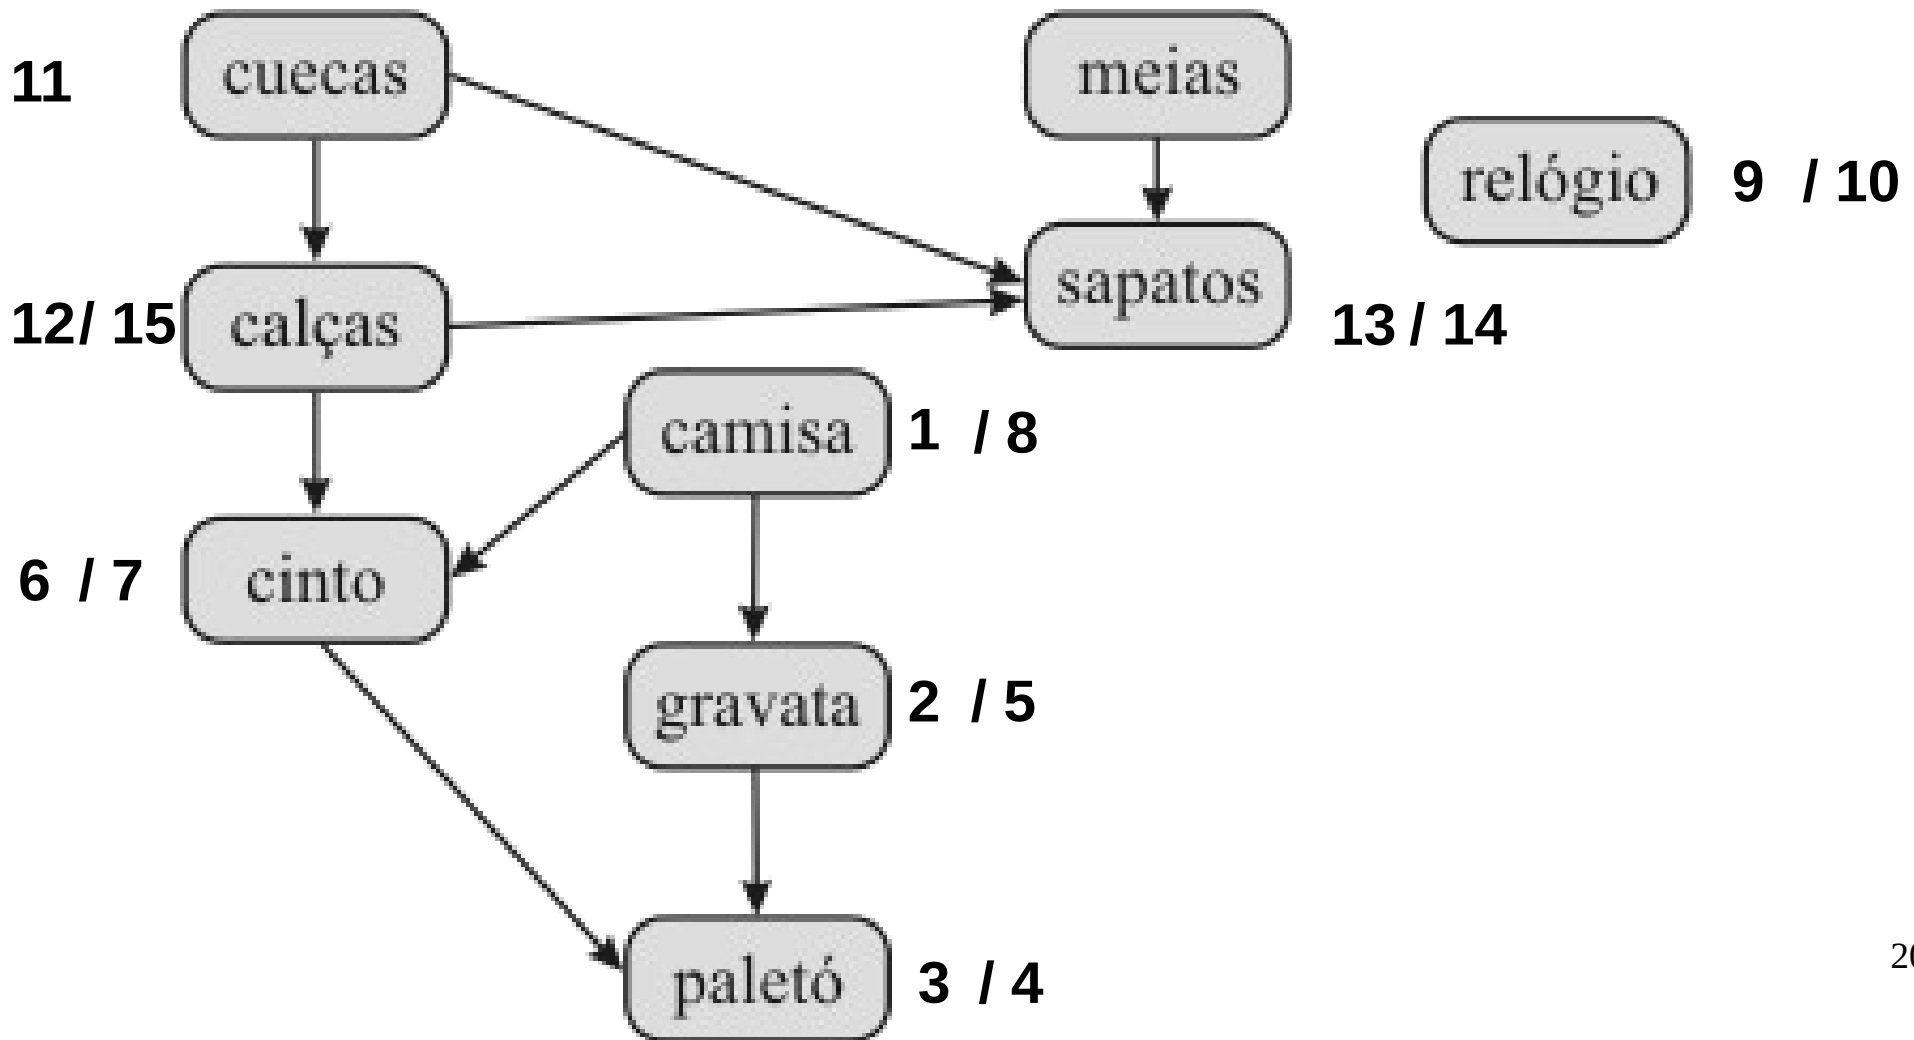 11 cuecas meias
relógio 9 / 10
12/ 15 calças sapatos
13 / 14
camisa 1 / 8
6 / 7 cinto
gravata 2 / 5
paletó 3 / 4
20